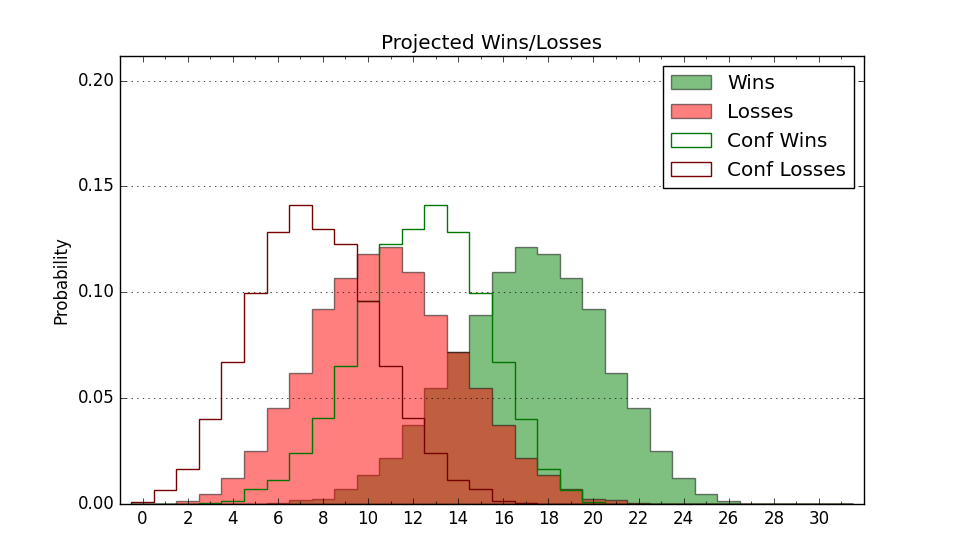 Projected Wins/Losses
0.20
0.15
0.10
0.05
0.00
Probability
Wins
Losses
Conf Wins
Conf Losses
0 2 4 6 8 10 12 14 16 18 20 22 24 26 28 30